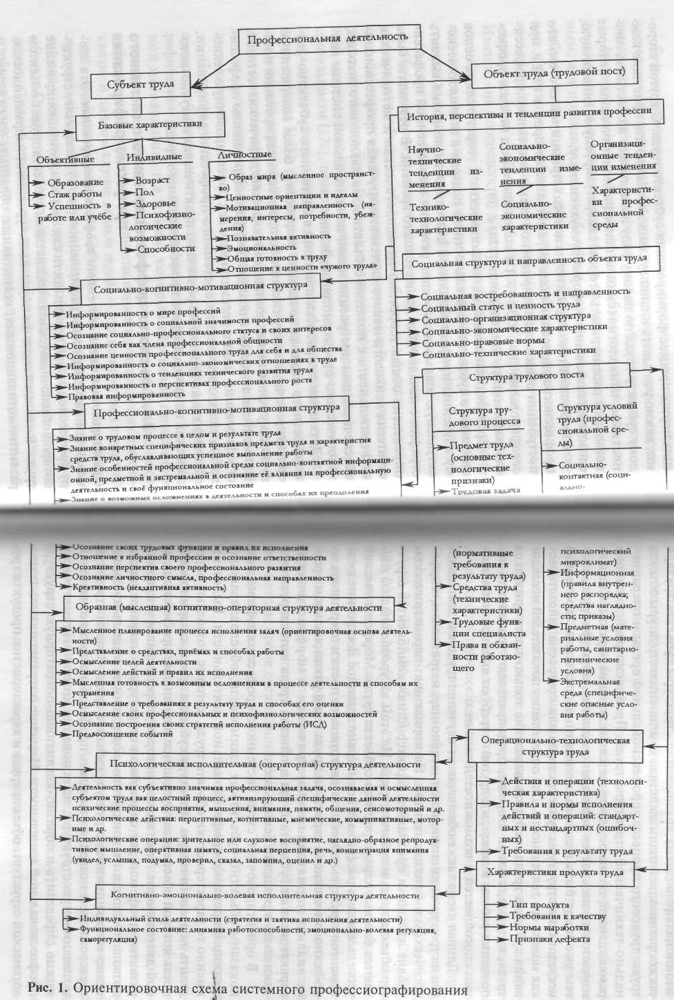 Профессиональная деятельность
Субъект труда
Объект труда (трудовой пост)
Базовые характеристики
История, перспективы и тенденции развития профессии
Объективные
Образование
Стаж работы
Успешность в
работе или учёбе
Индивидные
Возраст
Пол
Здоровье
Психофизио-
логоические
возможности
Способности
Личностные
Образ мира (мысленное пространст-
во)
Ценностные ориентации и идеалы
Мотивационная направленность (на-
мерения, интересы, потребности, убеж-
дения)
Познавательная активность
Эмоциональность
Общая готовность к труду
Отношение к ценности «чужого труда»
Научно-
технические
тенденции из-
менения
Технико-
технологические
характеристики
Социально-
экономические
тенденции изме-
нения
Социально-
экономические
характеристики
Организаци-
онные тенден-
ции изменения
Характеристи-
ки профес-
сиональной
среды
Социальная структура и направленность объекта труда
Социальная востребованность и направленность
Социальный статус и ценность труда
Социально-организационная структура
Социально-экономические характеристики
Социально-правовые нормы
Социально-технические характеристики
Социально-когнитивно-мотивационная структура
Информированность о мире профессий
Информированность о социальной значимости профессий
Осознание социально-профессионального статуса и своих интересов
Осознание себя как члена профессиональной общности
Осознание ценности профессионального труда для себя и для общества
Информированность о социально-экономических отношениях в труде
Информированность о тенденциях технического развития труда
Информированность о перспективах профессионального роста
Правовая информированность
Профессионально-когнитивно-мотивационная структура
Знание о трудовом процессе в целом и результате труда
Знание конкретных специфических признаков предмета труда и характеристик
средств труда, обуславливающих успешное выполнение работы
Знание особенностей профессиональной среды социально-контактной информаци-
онной, предметной и экстремальной и осознание её влияния на профессиональную
деятельность и своё функциональное состояние
Знание о возможных осложнениях в деятельности и способах их преодоления
Осознание своих трудовых функции и правил их исполнения
Отношение к избранной профессии и осознание ответственности
Осознание перспектив своего профессионального развития
Осознание личностного смысла, профессиональная направленность
Креативность (неадаптивная активность)
Структура трудового поста
Структура тру-
дового процесса
Предмет труда
(основные тех-
нологические
признаки)
Трудовая задача
(нормативные
требования к
результату труда)
Средства труда
(технические
характеристики)
Трудовые функ-
ции специалиста
Права и обязан-
ности работаю-
щего
Структура условий
труда (профес-
сиональной сре-
ды)
Социально-
контактная (соци-
ально-
психологический
микроклимат)
Информационная
(правила внутрен-
него распорядка;
средства наглядно-
сти; приказы)
Предметная (мате-
риальные условия
работы, санитарно-
гигиенические
условия)
Экстремальная
среда (специфиче-
ские опасные усло-
вия работы)
Образная (мысленная) когнитивно-операторная структура деятельности
Мысленное планирование процесса исполнения задач (ориентировочная основа деятель-
ности)
Представление о средствах, приёмах и способах работы
Осмысление целей деятельности
Осмысление действий и правил их исполнения
Мысленная готовность к возможным осложнениям в процессе деятельности и способам их
устранения
Представление о требованиях к результату труда и способах его оценки
Осмысление своих профессиональных и психофизиологических возможностей
Осознание построения своих стратегий исполнения работы (ИСД)
Предвосхищение событий
Операционально-технологическая
структура труда
Действия и операции (технологи-
ческая характеристика)
Правила и нормы исполнения
действий и операций: стандарт-
ных и нестандартных (ошибоч-
ных)
Требования к результату труда
Психологическая исполнительная (операторная) структура деятельности
Деятельность как субъективно значимая профессиональная задача, осознаваемая и осмысленная
субъектом труда как целостный процесс, активизирующий специфические данной деятельности
психические процессы восприятия, мышления, внимания, памяти, общения, сенсомоторный и др.
Психологические действия: перцептивные, когнитивные, мнемические, коммуникативные, мотор-
ные и др.
Психологические операции: зрительное или слуховое восприятие, наглядно-образное репродук-
тивное мышление, оперативная память, социальная перцепция, речь, концентрация внимания
(увидел, услышал, подумал, проверил, сказал, запомнил, оценил и др.)
Характеристики продукта труда
Тип продукта
Требования к качеству
Нормы выработки
Признаки дефекта
Когнитивно-эмоционально-волевая исполнительная структура деятельности
Индивидуальный стиль деятельности (стратегия и тактика исполнения деятельности)
Функциональное состояние: динамика работоспособности, эмоционально-волевая регуляция,
саморегуляция)
Рис. 1. Ориентировочная схема системного профессиографирования